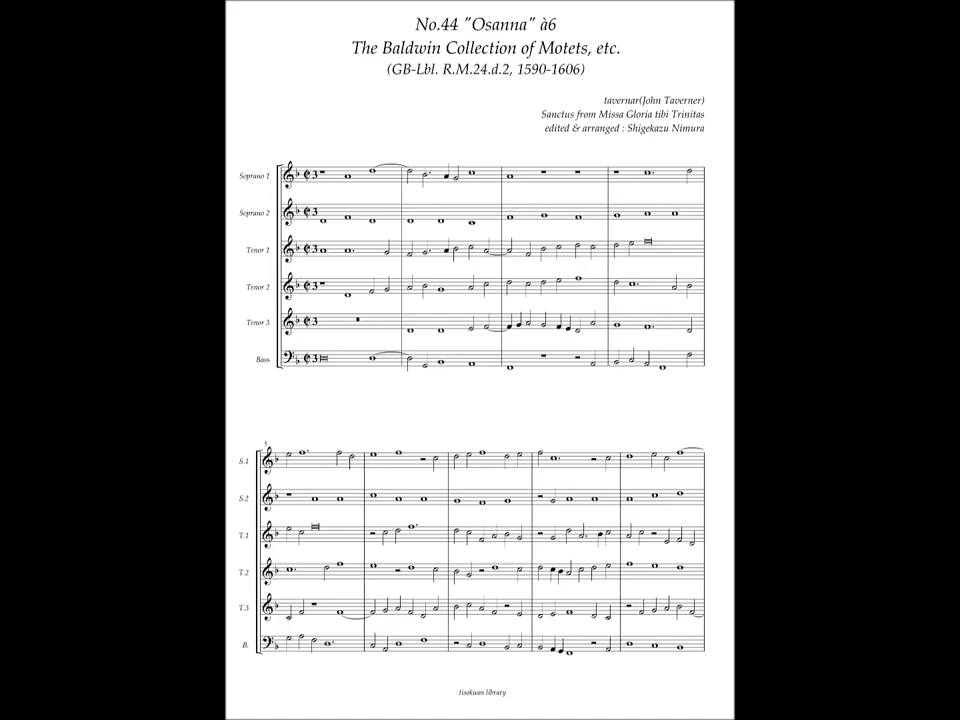 No.44 "Osanna" à6
The Baldwin Collection of Motets, etc.
(GB-Lbl. R.M.24.d.2, 1590-1606)
tavernar(John Taverner)
Sanctus from Missa Gloria tibi Trinitas
edited & arranged : Shigekazu Nimura
Soprano 1
Soprano 2
Tenor 1
Tenor 2
Tenor 3
Bass
5
S.1
S.2
T.1
T.2
T.3
B.
tisokuan library